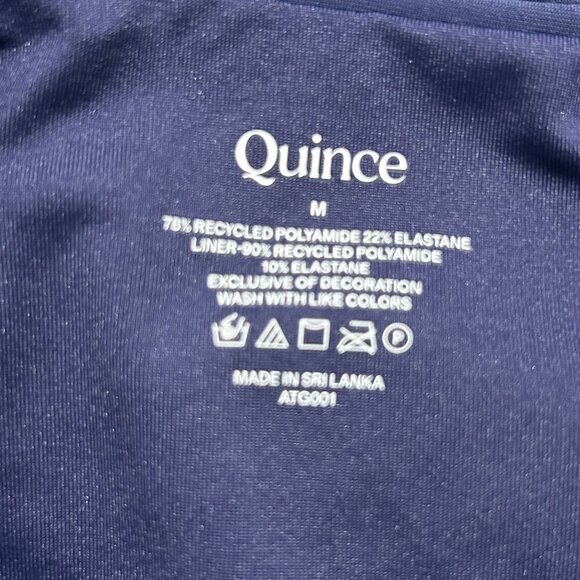 Quince
M
78% RECYCLED POLYAMIDE 22% ELASTANE
LINER-90% RECYCLED POLYAMIDE
10% ELASTANE
EXCLUSIVE OF DECORATION
WASH WITH LIKE COLORS
P
MADE IN SRI LANKA
ATG001